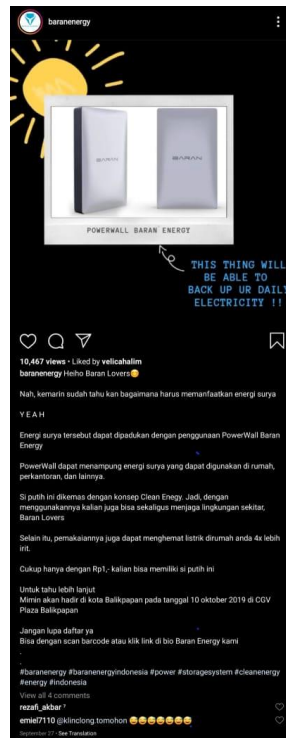 baranenergy
BARAN
BARAN
POWERWALL BARAN ENERGY
THIS THING WILL
BE ABLE TO
BACK UP UR DAILY
ELECTRICITY !!
10,467 views • Liked by velicahalim
baranenergy Heiho Baran Lovers😊
Nah, kemarin sudah tahu kan bagaimana harus memanfaatkan energi surya
Y E A H
Energi surya tersebut dapat dipadukan dengan penggunaan PowerWall Baran
Energy
PowerWall dapat menampung energi surya yang dapat digunakan di rumah,
perkantoran, dan lainnya.
Si putih ini dikemas dengan konsep Clean Enegy. Jadi, dengan
menggunakannya kalian juga bisa sekaligus menjaga lingkungan sekitar,
Baran Lovers
Selain itu, pemakaiannya juga dapat menghemat listrik dirumah anda 4x lebih
irit.
Cukup hanya dengan Rp1,- kalian bisa memiliki si putih ini
Untuk tahu lebih lanjut
Mimin akan hadir di kota Balikpapan pada tanggal 10 oktober 2019 di CGV
Plaza Balikpapan
Jangan lupa daftar ya
Bisa dengan scan barcode atau klik link di bio Baran Energy kami
.
.
#baranenergy #baranenergyindonesia #power #storagesystem #cleanenergy
#energy #indonesia
View all 4 comments
rezafi_akbar ?
emiel7110 @klinclong.tomohon 😅😅😅😅😅😅😅
September 27 • See Translation